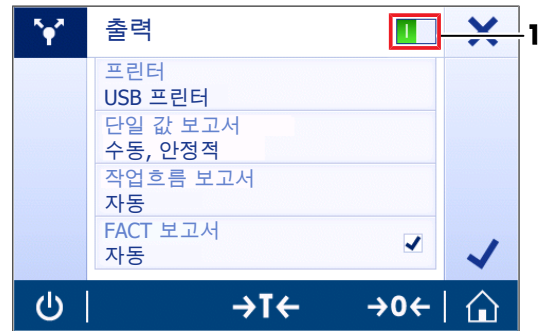 출력
1
프린터
USB 프린터
단일 값 보고서
수동, 안정적
작업흐름 보고서
자동
FACT 보고서
자동
→T← →0←